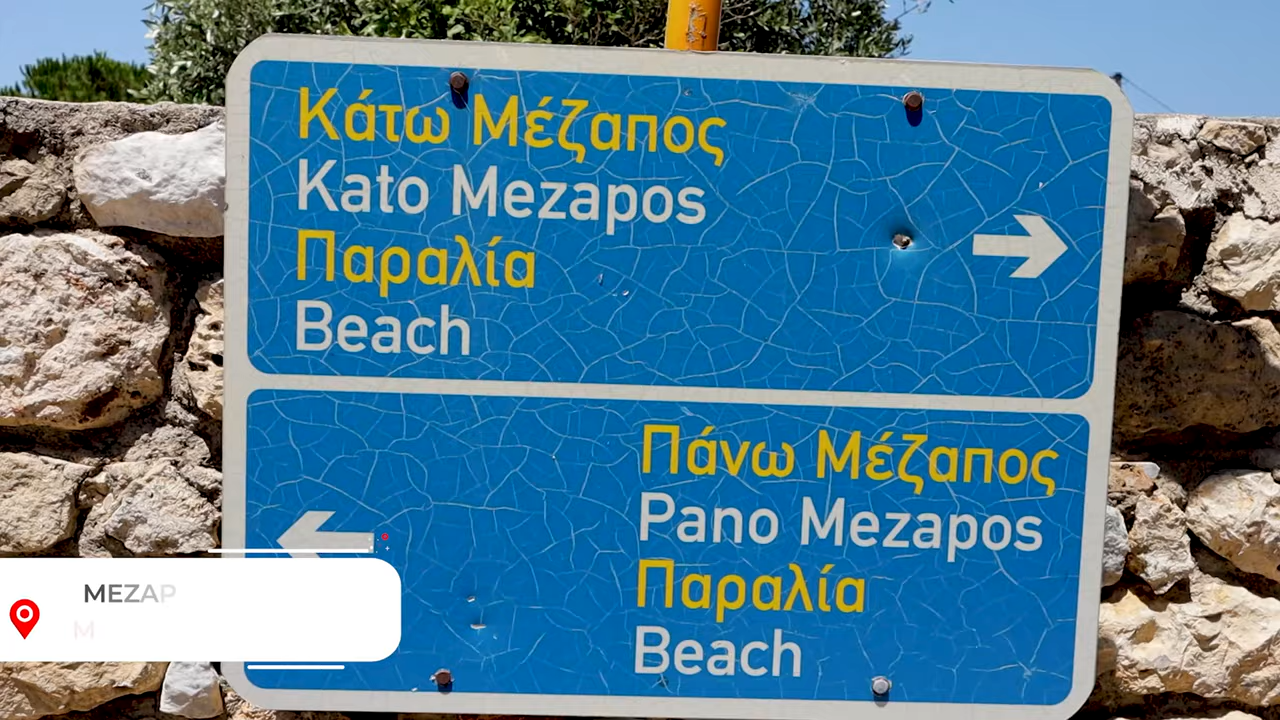 Κάτω Μέζαπος
Kato Mezapos
Παραλία
Beach
Πάνω Μέζαπος
Pano Mezapos
Παραλία
Beach
MEZAP
M